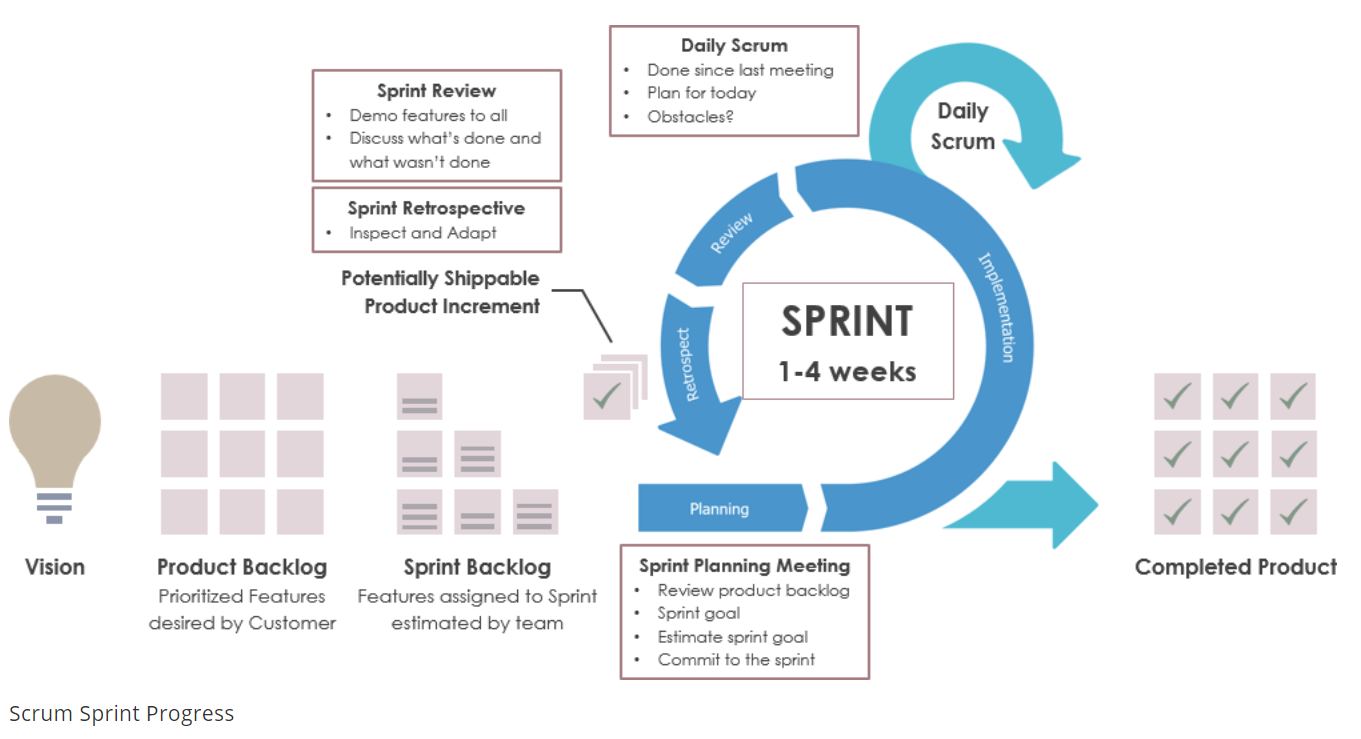 Daily Scrum
• Done since last meeting
• Plan for today
• Obstacles?
Sprint Review
• Demo features to all
• Discuss what's done and
what wasn't done
Sprint Retrospective
• Inspect and Adapt
Daily
Scrum
Review
Implementation
Retrospect
Planning
SPRINT
1-4 weeks
Potentially Shippable
Product Increment
Vision
Product Backlog
Prioritized Features
desired by Customer
Sprint Backlog
Features assigned to Sprint
estimated by team
Sprint Planning Meeting
• Review product backlog
• Sprint goal
• Estimate sprint goal
• Commit to the sprint
Completed Product
Scrum Sprint Progress